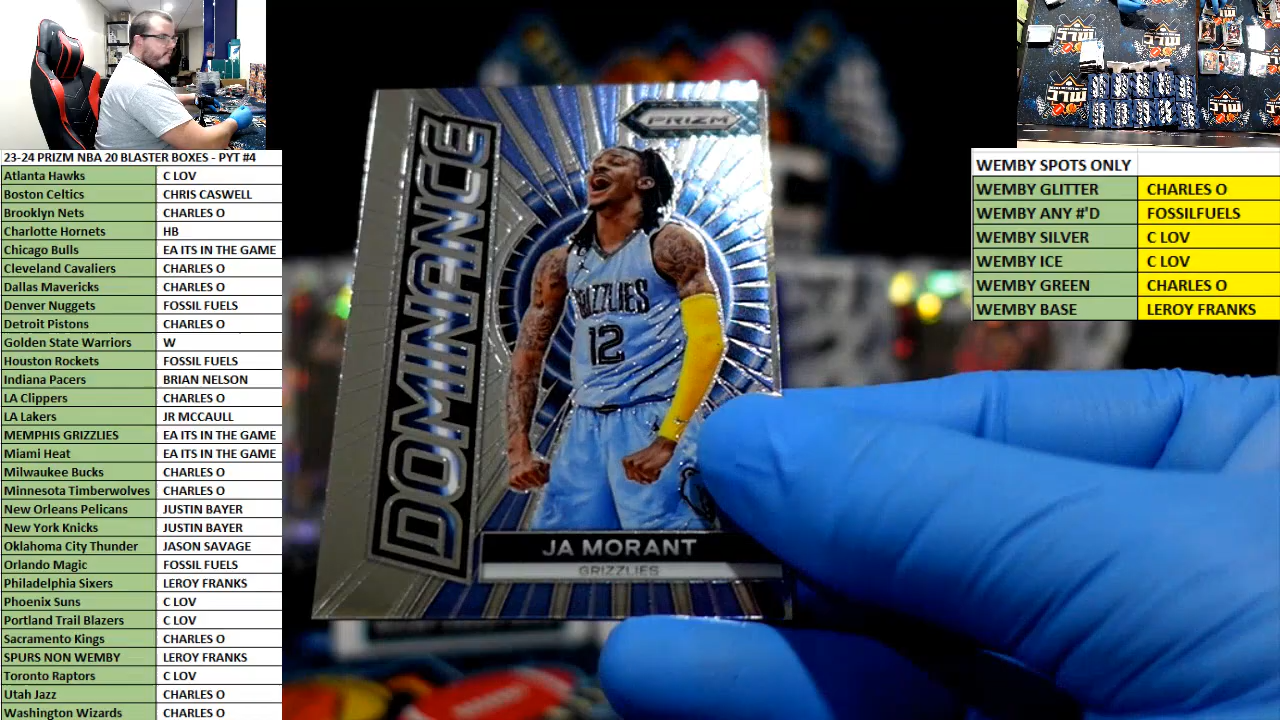 23-24 PRIZM NBA 20 BLASTER BOXES - PYT #4
Atlanta Hawks C LOV
Boston Celtics CHRIS CASWELL
Brooklyn Nets CHARLES O
Charlotte Hornets HB
Chicago Bulls EA ITS IN THE GAME
Cleveland Cavaliers CHARLES O
Dallas Mavericks CHARLES O
Denver Nuggets FOSSIL FUELS
Detroit Pistons CHARLES O
Golden State Warriors W
Houston Rockets FOSSIL FUELS
Indiana Pacers BRIAN NELSON
LA Clippers CHARLES O
LA Lakers JR MCCAULL
MEMPHIS GRIZZLIES EA ITS IN THE GAME
Miami Heat EA ITS IN THE GAME
Milwaukee Bucks CHARLES O
Minnesota Timberwolves CHARLES O
New Orleans Pelicans JUSTIN BAYER
New York Knicks JUSTIN BAYER
Oklahoma City Thunder JASON SAVAGE
Orlando Magic FOSSIL FUELS
Philadelphia Sixers LEROY FRANKS
Phoenix Suns C LOV
Portland Trail Blazers C LOV
Sacramento Kings CHARLES O
SPURS NON WEMBY LEROY FRANKS
Toronto Raptors C LOV
Utah Jazz CHARLES O
Washington Wizards CHARLES O
PRIZM
DOMINANCE
GRIZZLIES
12
JA MORANT
GRIZZLIES
WEMBY SPOTS ONLY
WEMBY GLITTER CHARLES O
WEMBY ANY #'D FOSSILFUELS
WEMBY SILVER C LOV
WEMBY ICE C LOV
WEMBY GREEN CHARLES O
WEMBY BASE LEROY FRANKS